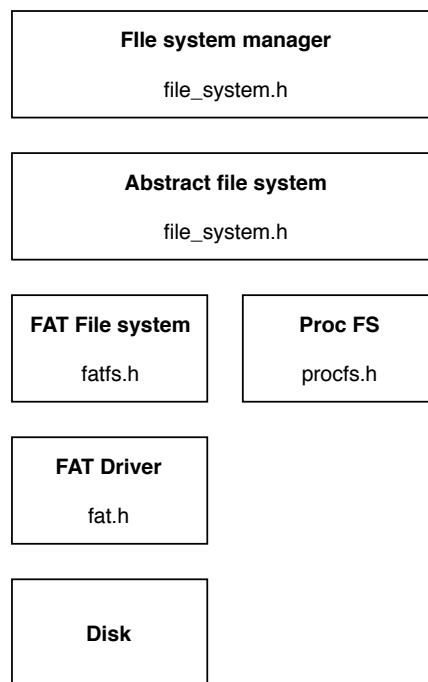 FIle system manager
file_system.h
Abstract file system
file_system.h
FAT File system
fatfs.h
Proc FS
procfs.h
FAT Driver
fat.h
Disk